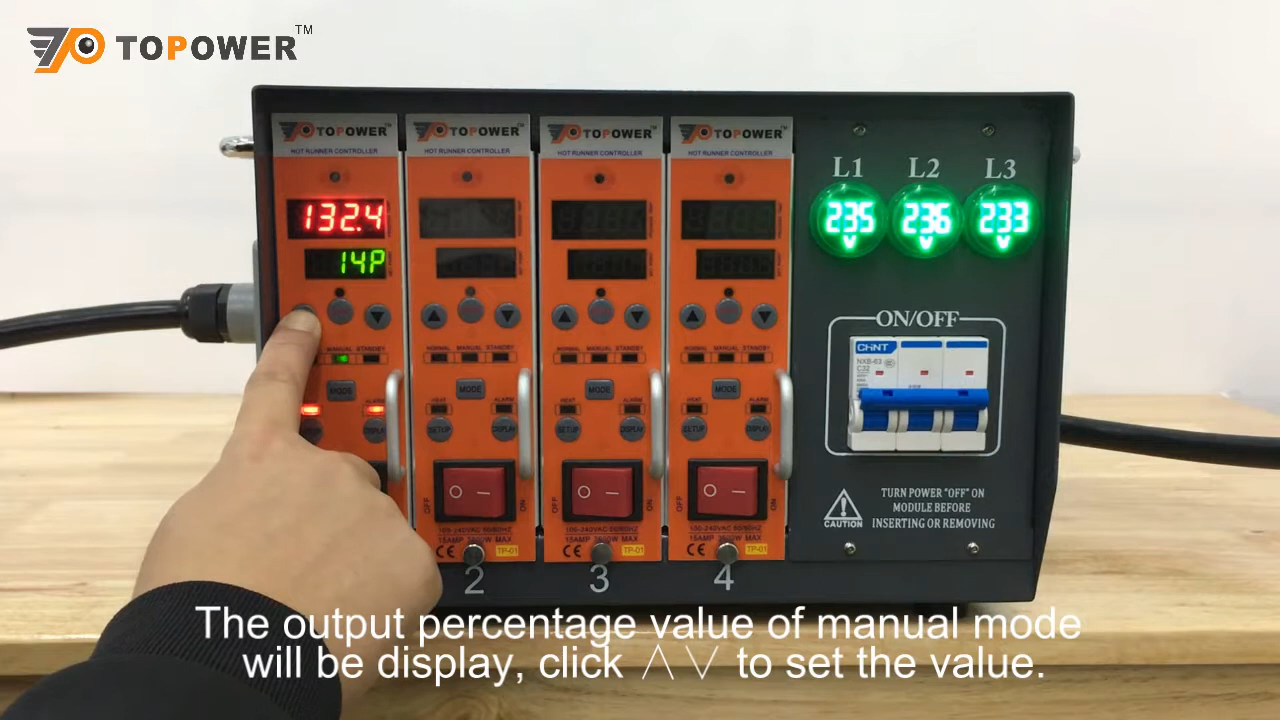 TOPOWER™
TOPOWER™ TOPOWER™ TOPOWER™ TOPOWER™
HOT RUNNER CONTROLLER HOT RUNNER CONTROLLER HOT RUNNER CONTROLLER HOT RUNNER CONTROLLER
L1 L2 L3
132.4
235 V 236 V 233 V
14P
ON/OFF
MANUAL STANDBY NORMAL MANUAL STANDBY NORMAL MANUAL STANDBY NORMAL MANUAL STANDBY
CHNT
NXB-63
C32
MODE MODE MODE MODE
ALARM HEAT ALARM HEAT ALARM HEAT ALARM
DISPLAY SETUP DISPLAY SETUP DISPLAY SETUP DISPLAY
OFF ON OFF ON OFF ON
TURN POWER "OFF" ON
MODULE BEFORE
INSERTING OR REMOVING
CAUTION
100-240VAC 50/60HZ 100-240VAC 50/60HZ 100-240VAC 50/60HZ
15AMP 3600W MAX 15AMP 3600W MAX 15AMP 3600W MAX
CE TP-01 CE TP-01 CE TP-01
2 3 4
The output percentage value of manual mode
will be display, click ∧∨ to set the value.